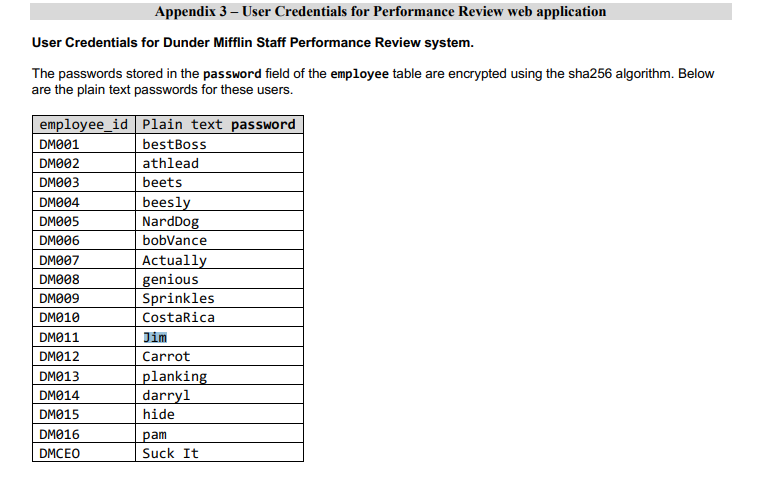 Appendix 3 – User Credentials for Performance Review web application
User Credentials for Dunder Mifflin Staff Performance Review system.
The passwords stored in the password field of the employee table are encrypted using the sha256 algorithm. Below
are the plain text passwords for these users.
employee_id Plain text password
DM001 bestBoss
DM002 athlead
DM003 beets
DM004 beesly
DM005 NardDog
DM006 bobVance
DM007 Actually
DM008 genious
DM009 Sprinkles
DM010 CostaRica
DM011 Jim
DM012 Carrot
DM013 planking
DM014 darryl
DM015 hide
DM016 pam
DMCEO Suck It